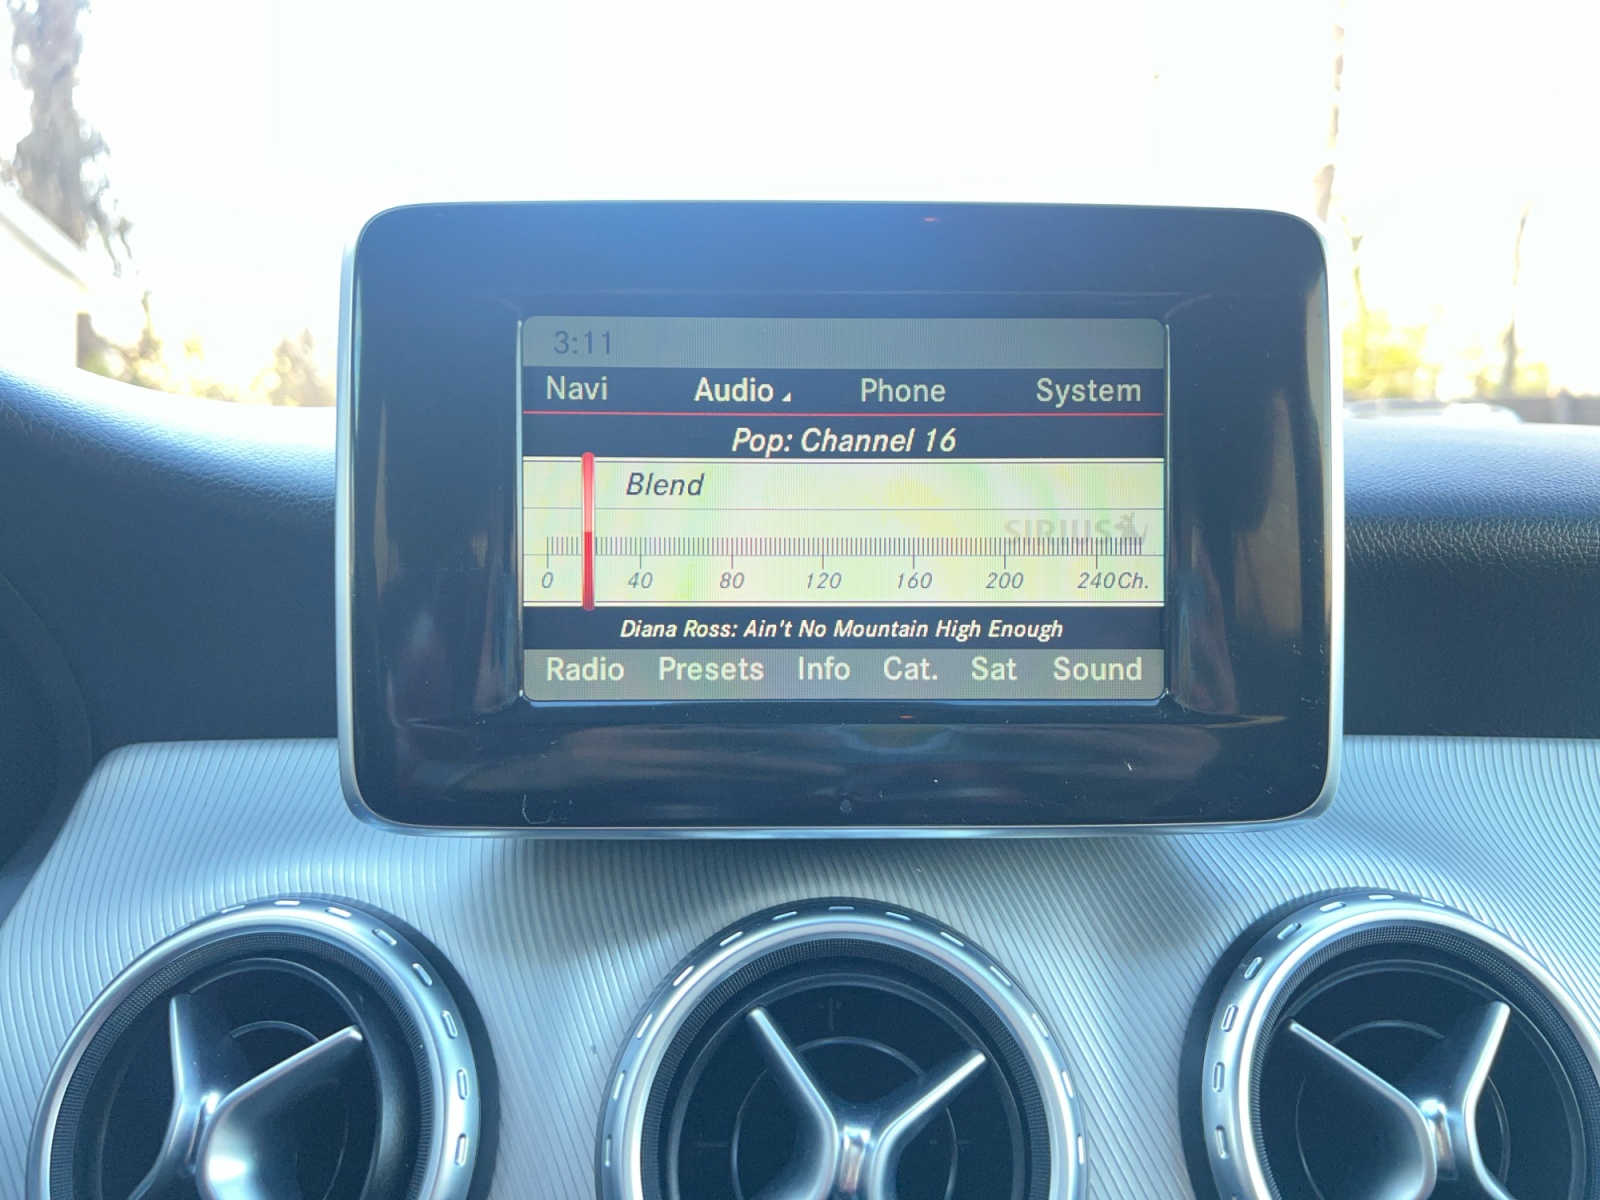 3:11
Navi Audio Phone System
Pop: Channel 16
Blend
SIRIUS
0 40 80 120 160 200 240Ch.
Diana Ross: Ain't No Mountain High Enough
Radio Presets Info Cat. Sat Sound